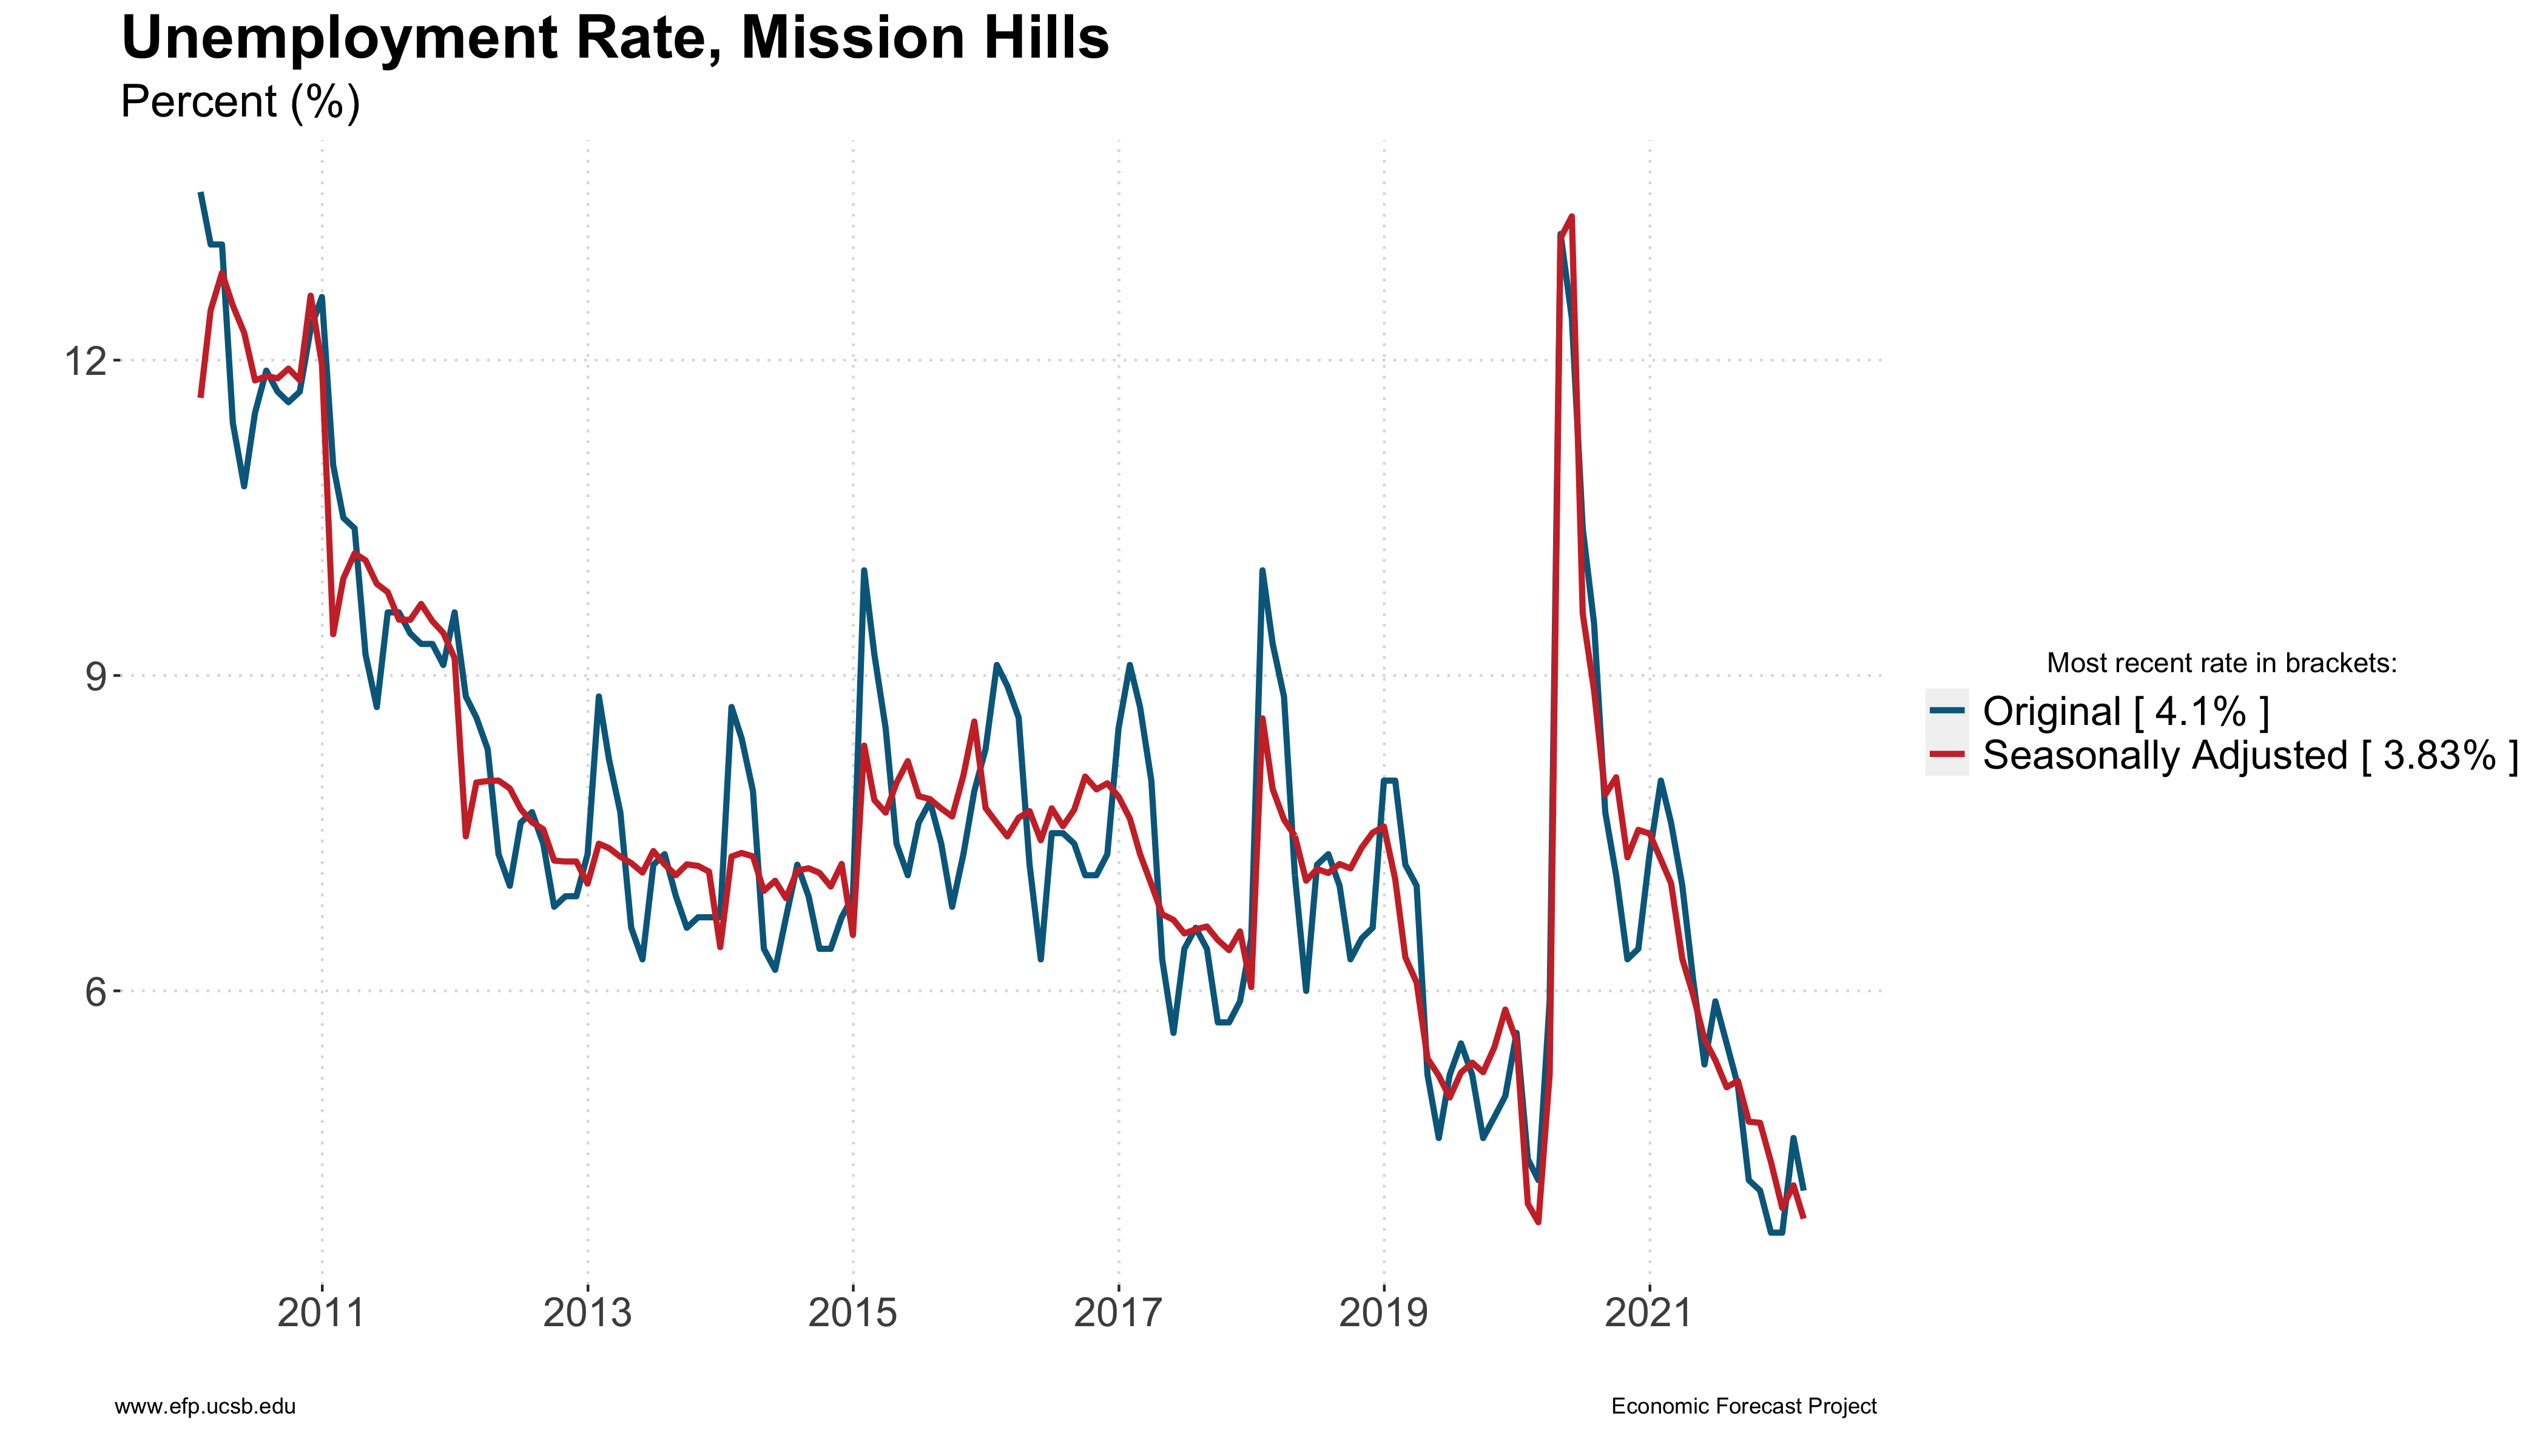 Unemployment Rate, Mission Hills
Percent (%)
12
9
6
2011 2013 2015 2017 2019 2021
Most recent rate in brackets:
Original [ 4.1% ]
Seasonally Adjusted [ 3.83% ]
www.efp.ucsb.edu
Economic Forecast Project